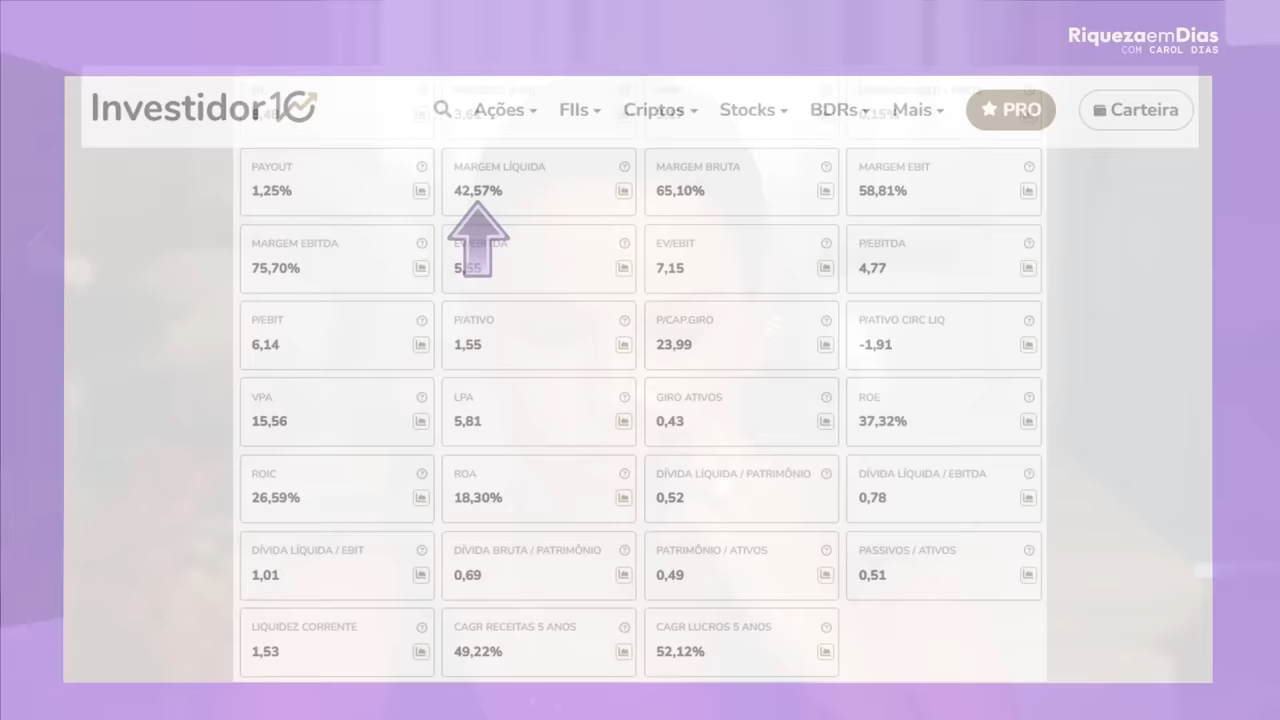 RiquezaemDias
COM CAROL DIAS
Investidor10
Ações
FIIs
Criptos
Stocks
BDRs
Mais
PRO
Carteira
PAYOUT
1,25%
MARGEM LÍQUIDA
42,57%
MARGEM BRUTA
65,10%
MARGEM EBIT
58,81%
MARGEM EBITDA
75,70%
EV/EBITDA
5,55
EV/EBIT
7,15
P/EBITDA
4,77
P/EBIT
6,14
P/ATIVO
1,55
P/CAP.GIRO
23,99
P/ATIVO CIRC LIQ
-1,91
VPA
15,56
LPA
5,81
GIRO ATIVOS
0,43
ROE
37,32%
ROIC
26,59%
ROA
18,30%
DÍVIDA LÍQUIDA / PATRIMÔNIO
0,52
DÍVIDA LÍQUIDA / EBITDA
0,78
DÍVIDA LÍQUIDA / EBIT
1,01
DÍVIDA BRUTA / PATRIMÔNIO
0,69
PATRIMÔNIO / ATIVOS
0,49
PASSIVOS / ATIVOS
0,51
LIQUIDEZ CORRENTE
1,53
CAGR RECEITAS 5 ANOS
49,22%
CAGR LUCROS 5 ANOS
52,12%